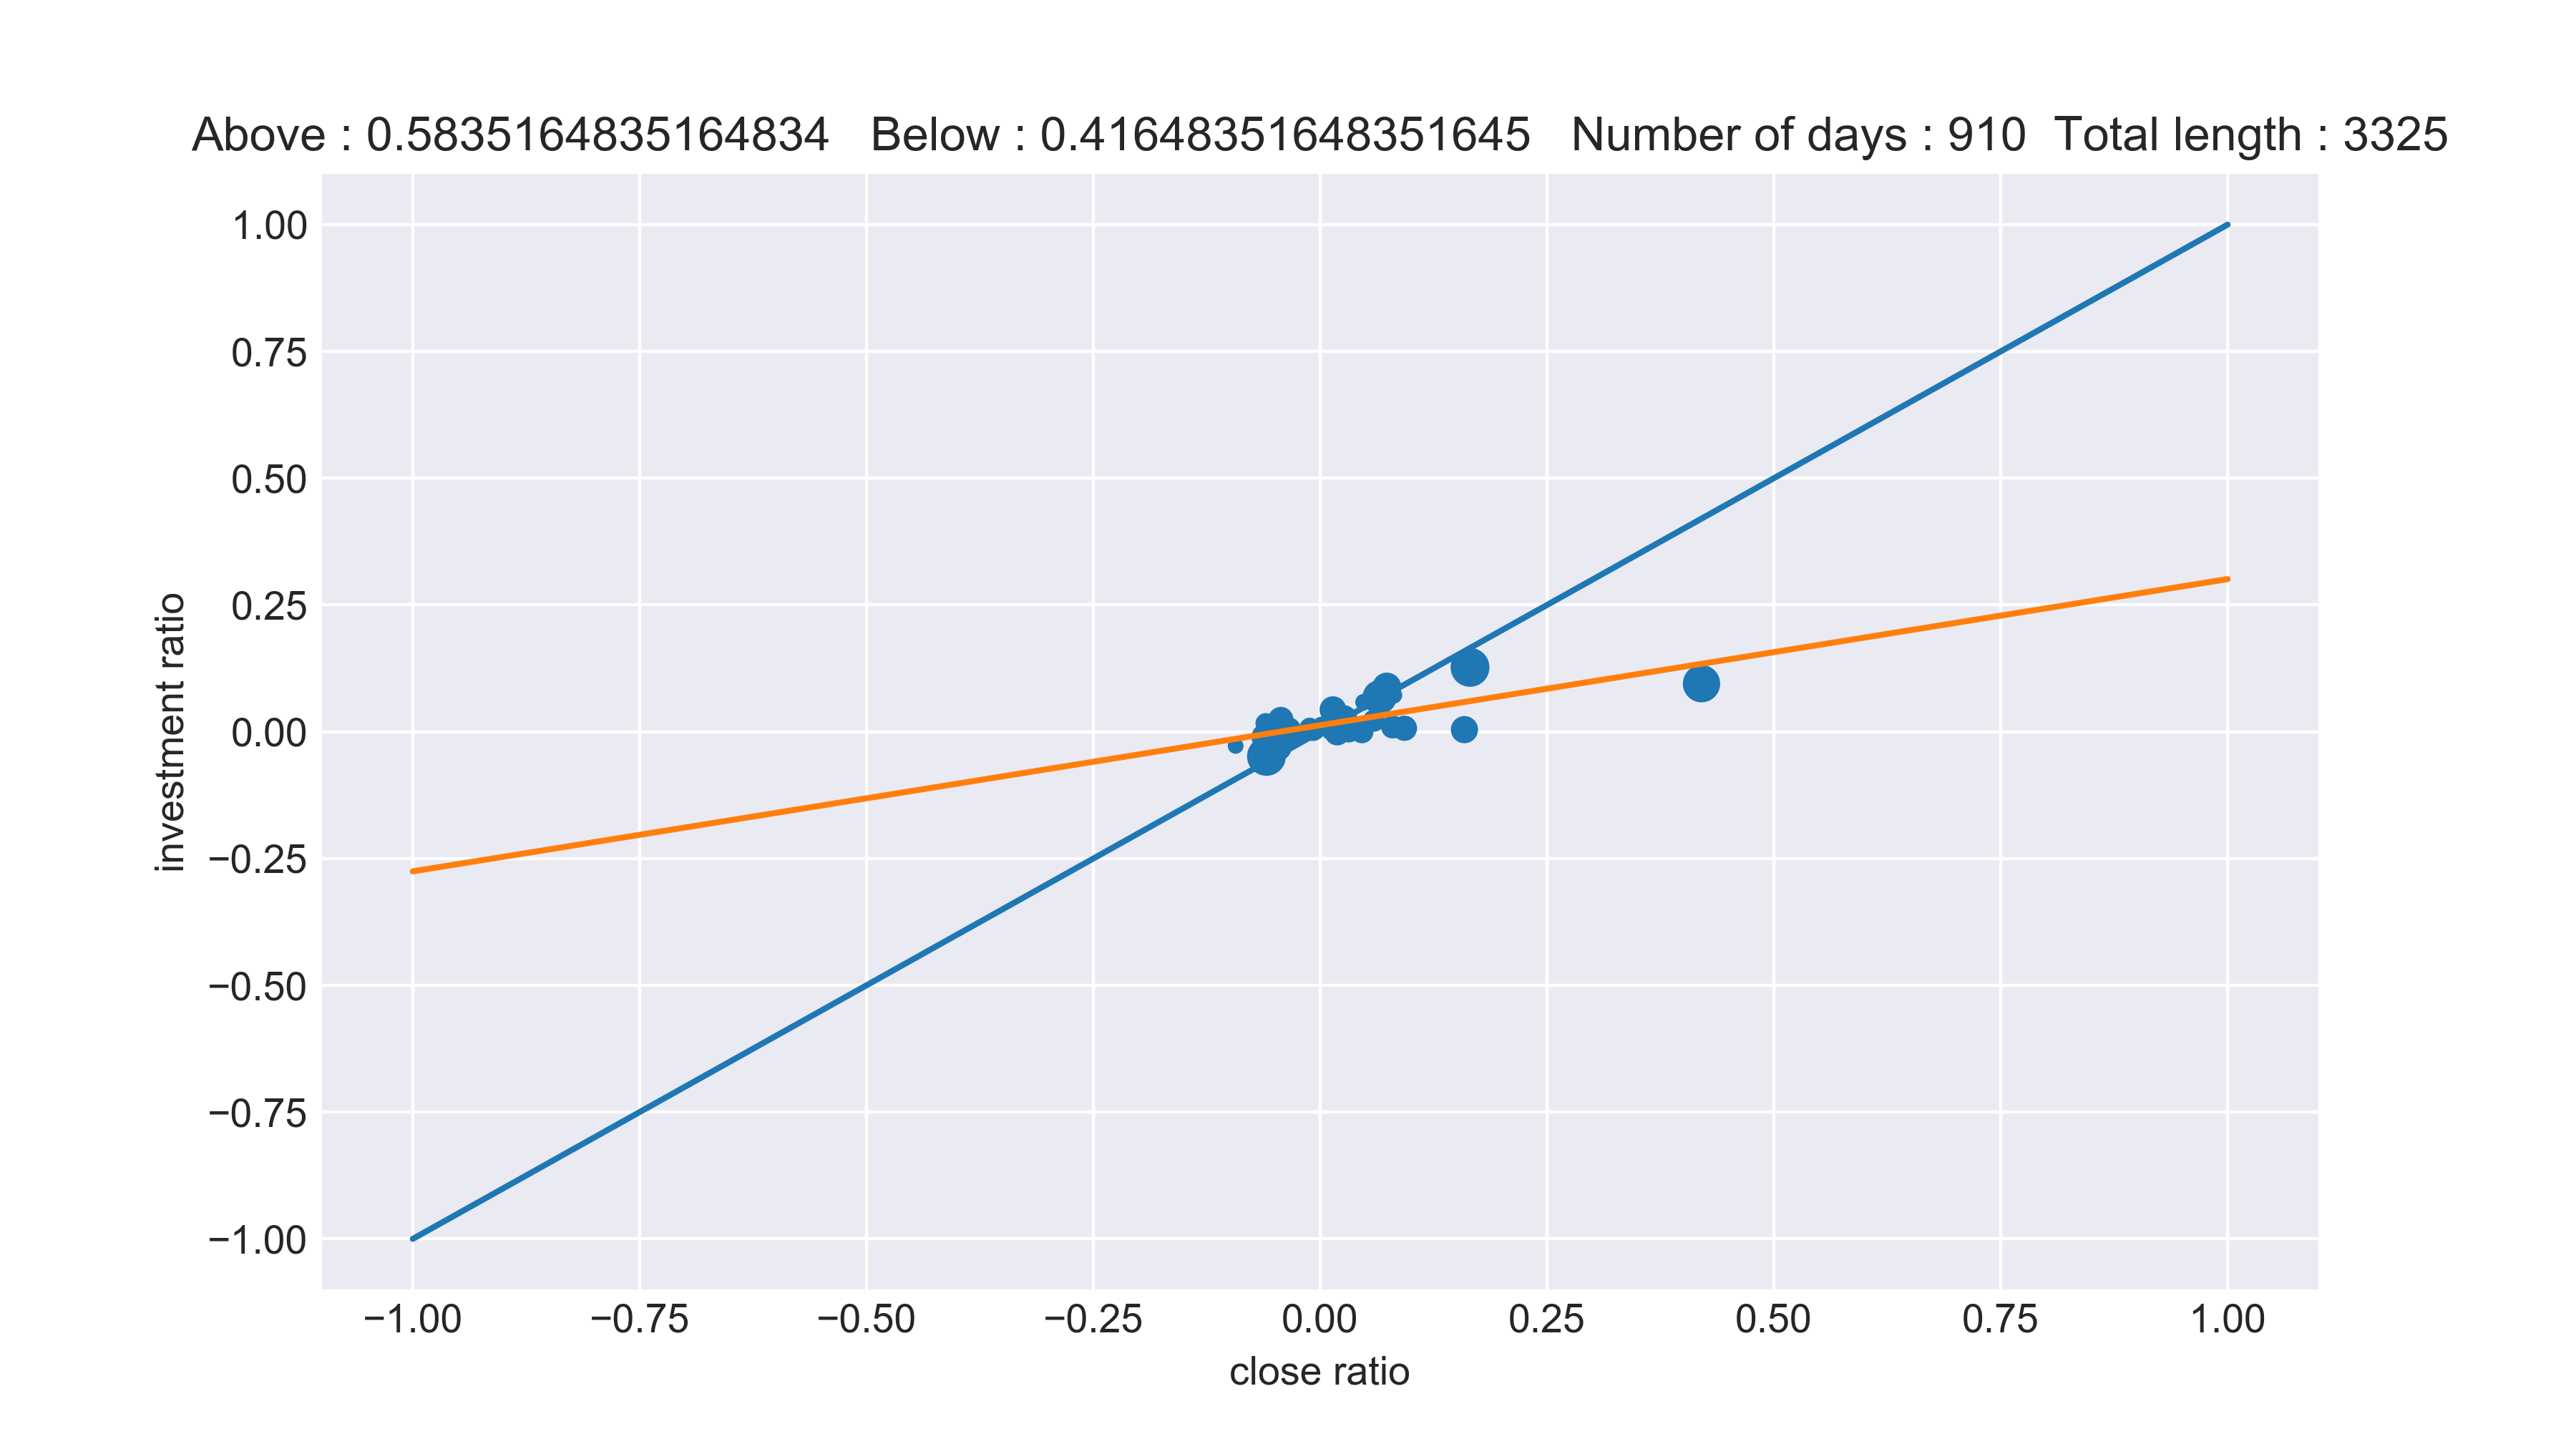 Above : 0.5835164835164834   Below : 0.41648351648351645   Number of days : 910  Total length : 3325
1.00
0.75
0.50
0.25
0.00
−0.25
−0.50
−0.75
−1.00
investment ratio
−1.00 −0.75 −0.50 −0.25 0.00 0.25 0.50 0.75 1.00
close ratio